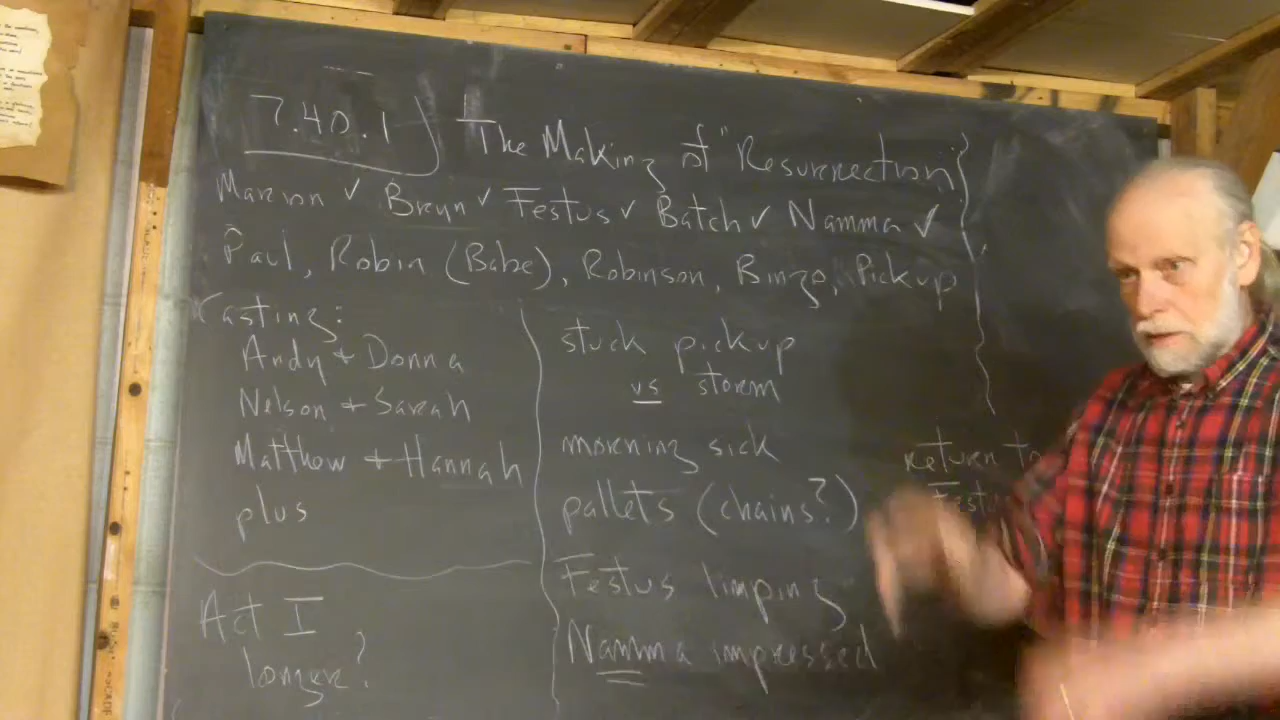 7.40.1) The Making of "Resurrection"
Marion ✓ Bryn ✓ Festus ✓ Batch ✓ Namma ✓
Paul, Robin (Babe), Robinson, Bingo, Pickup
Casting:
Andy + Donna
Nelson + Sarah
Matthew + Hannah
plus
Act I
longer?
stuck pickup
vs storm
morning sick
pallets (chains?)
Festus limping
Namma impressed
return to